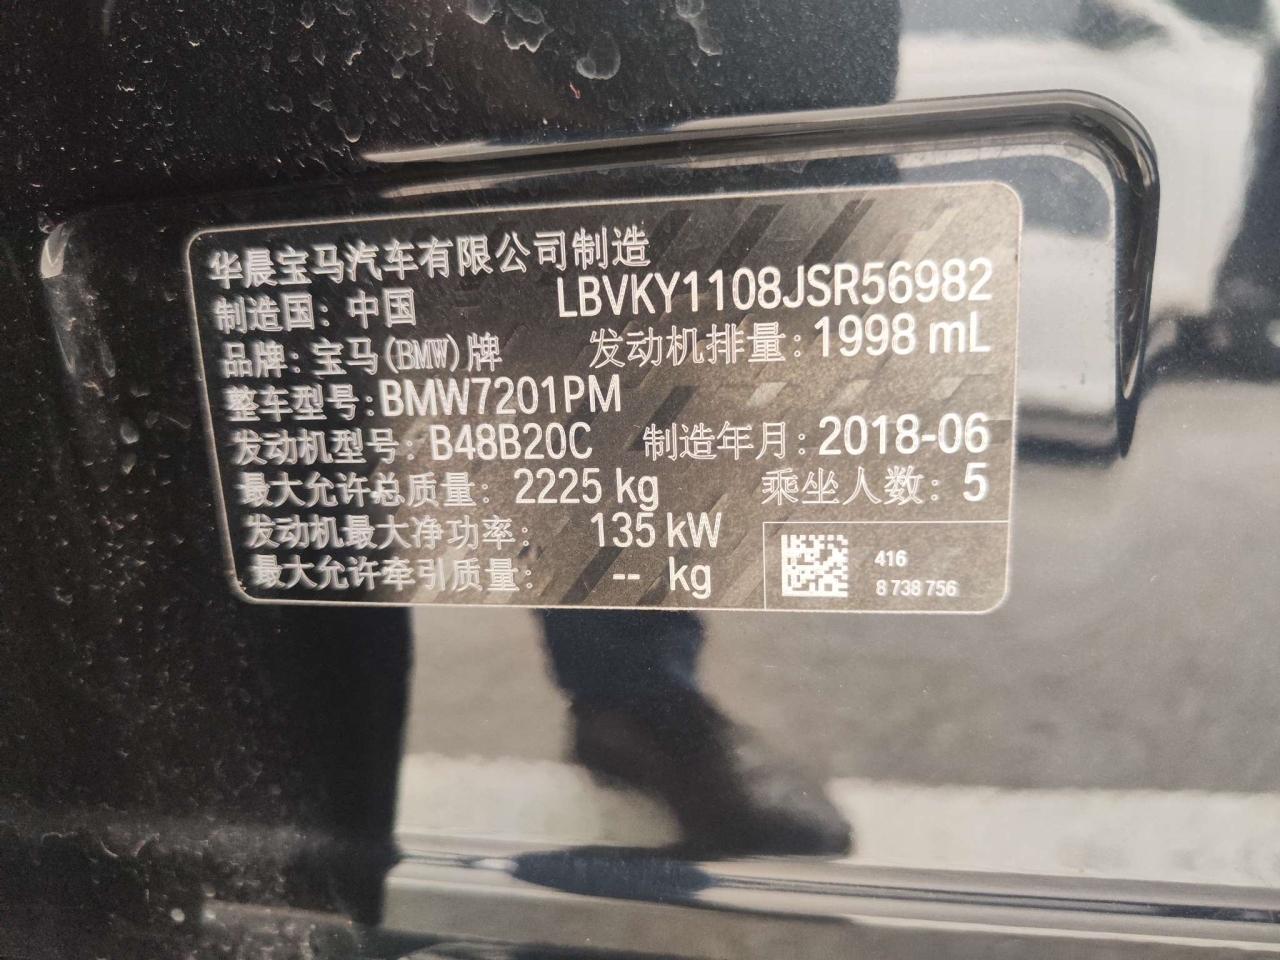 华晨宝马汽车有限公司制造
制造国: 中国 LBVKY1108JSR56982
品牌: 宝马(BMW)牌 发动机排量: 1998 mL
整车型号: BMW7201PM
发动机型号: B48B20C 制造年月: 2018-06
最大允许总质量: 2225 kg 乘坐人数: 5
发动机最大净功率: 135 kW
最大允许牵引质量: -- kg
416
8 738 756